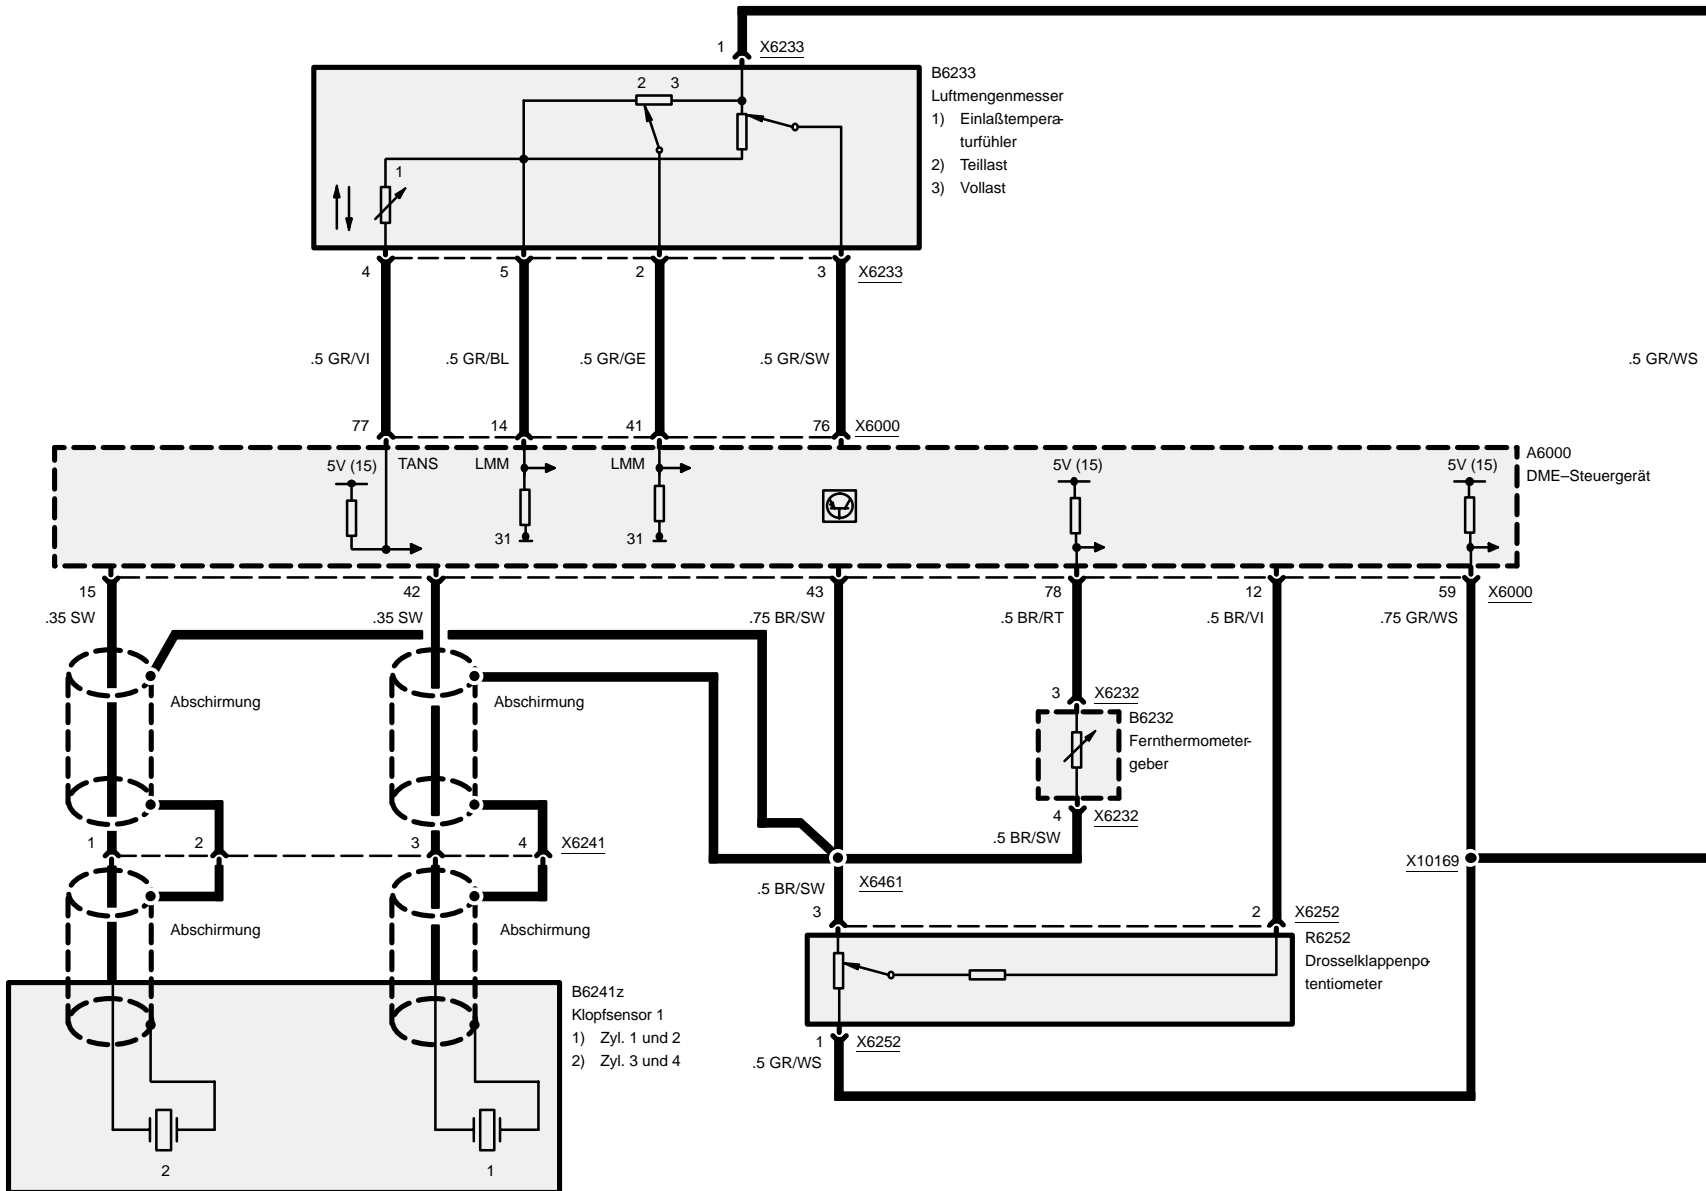 1 X6233
B6233
Luftmengenmesser
1) Einlaßtempera-
turfühler
2) Teillast
3) Vollast
2 3
1
4 5 2 3 X6233
.5 GR/VI .5 GR/BL .5 GR/GE .5 GR/SW .5 GR/WS
77 14 41 76 X6000
A6000
DME–Steuergerät
5V (15) TANS LMM LMM 5V (15) 5V (15)
31 31
15 42 43 78 12 59 X6000
.35 SW .35 SW .75 BR/SW .5 BR/RT .5 BR/VI .75 GR/WS
Abschirmung Abschirmung
3 X6232
B6232
Fernthermometer-
geber
4 X6232
.5 BR/SW
1 2 3 4 X6241
X6461
X10169
.5 BR/SW
3 2 X6252
Abschirmung Abschirmung
R6252
Drosselklappenpo-
tentiometer
B6241z
Klopfsensor 1
1) Zyl. 1 und 2
2) Zyl. 3 und 4
1 X6252
.5 GR/WS
2 1